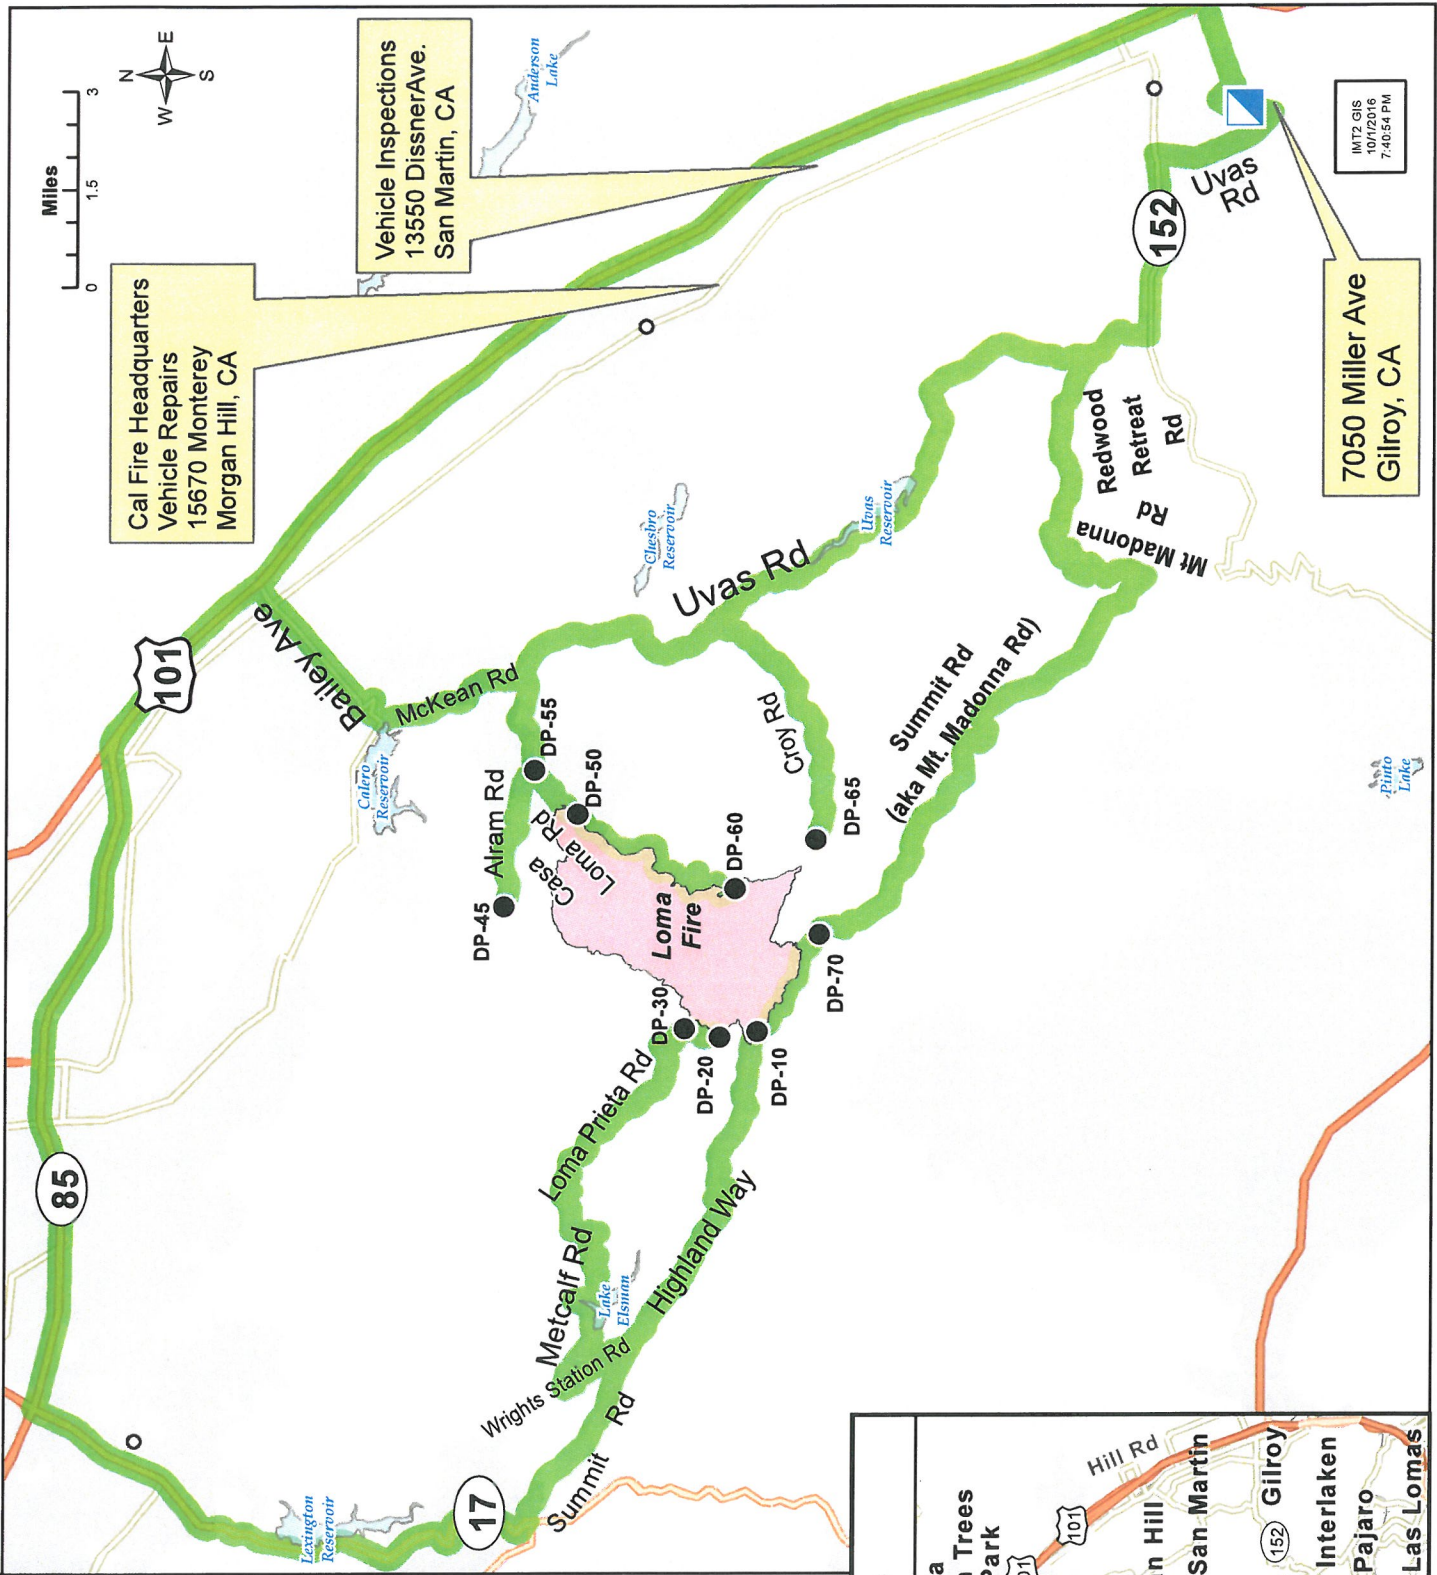 Miles
0 1.5 3
N
W E
S
Cal Fire Headquarters
Vehicle Repairs
15670 Monterey
Morgan Hill, CA
Vehicle Inspections
13550 DissnerAve.
San Martin, CA
Anderson
Lake
IMT2 GIS
10/1/2016
7:40:54 PM
7050 Miller Ave
Gilroy, CA
85
101
17
152
Bailey Ave
McKean Rd
Calero
Reservoir
Chesbro
Reservoir
Uvas
Reservoir
Uvas Rd
Uvas
Rd
Croy Rd
Alram Rd
Casa
Loma Rd
Loma
Fire
DP-45
DP-55
DP-50
DP-60
DP-65
DP-70
DP-30
DP-20
DP-10
Redwood
Retreat
Rd
Mt Madonna
Rd
Summit Rd
(aka Mt. Madonna Rd)
Loma Prieta Rd
Metcalf Rd
Highland Way
Wrights Station Rd
Lake
Elsman
Summit
Rd
Lexington
Reservoir
Pinto
Lake
a
Trees
Park
101
Hill Rd
n Hill
San Martin
152
Gilroy
Interlaken
Pajaro
Las Lomas